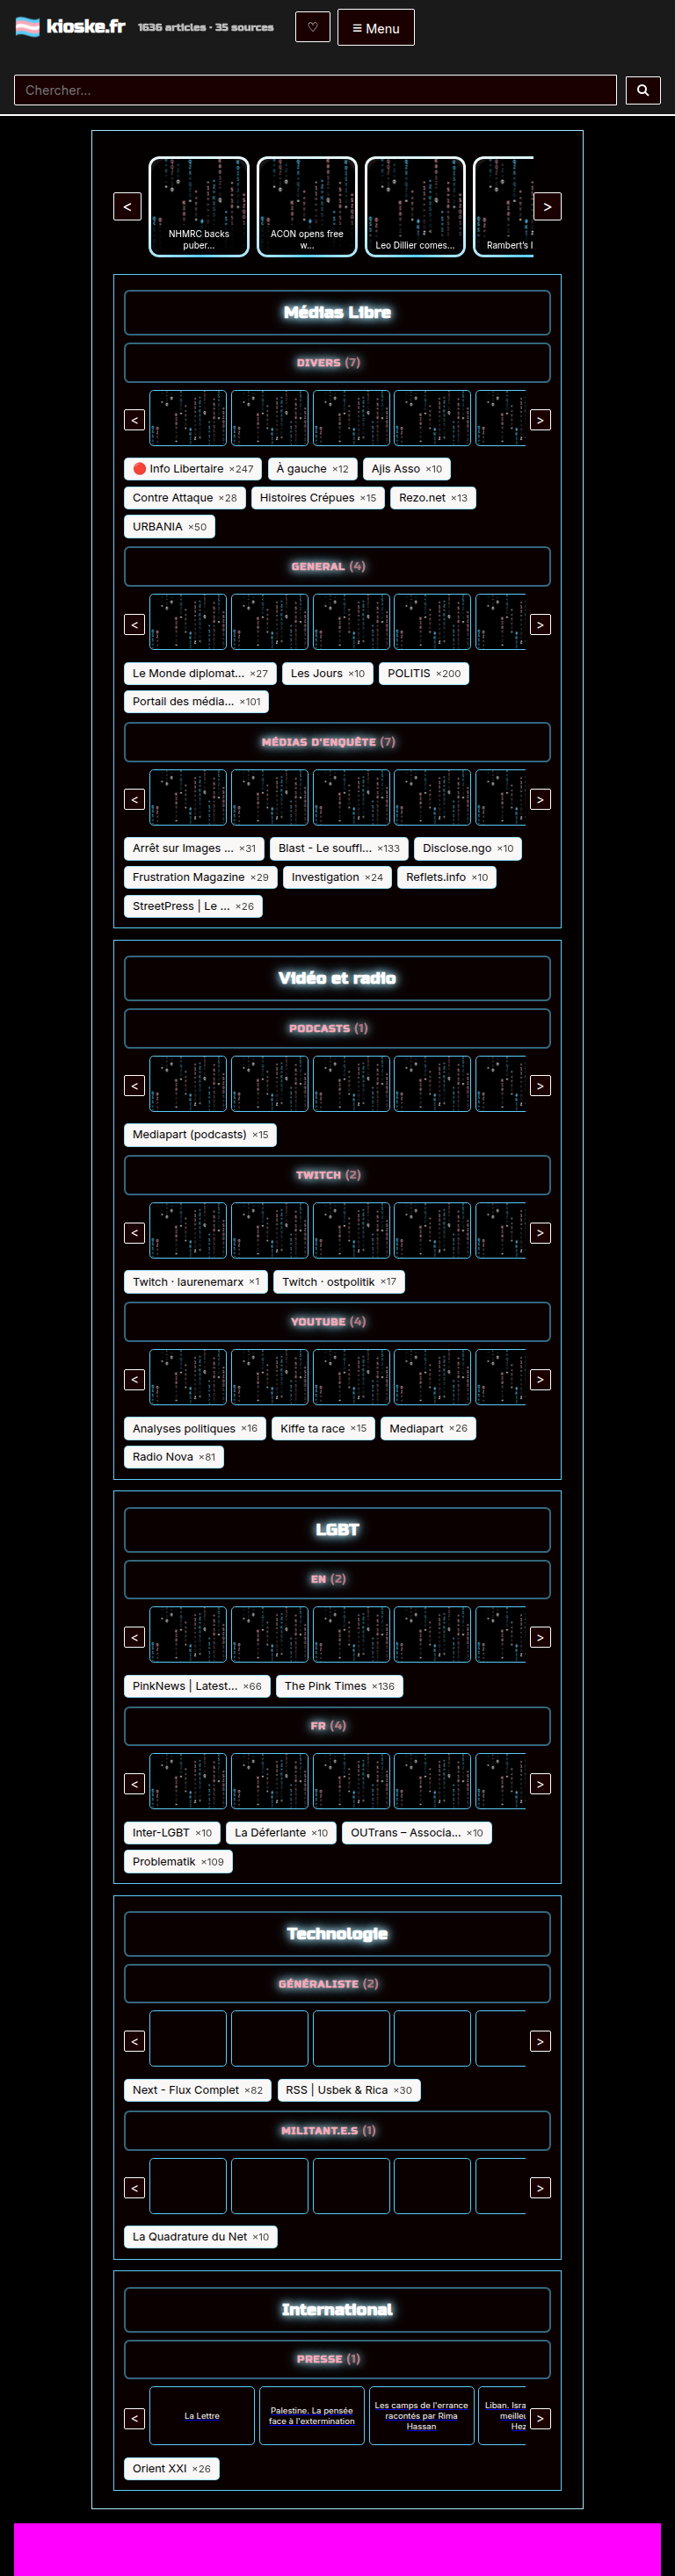 kioske.fr 1636 articles · 35 sources ♡ ≡ Menu
Chercher...
< >
NHMRC backs
puber...
ACON opens free
w...
Leo Dillier comes...
Rambert's
Médias Libre
DIVERS (7)
< >
🔴 Info Libertaire ×247 À gauche ×12 Ajis Asso ×10
Contre Attaque ×28 Histoires Crépues ×15 Rezo.net ×13
URBANIA ×50
GENERAL (4)
< >
Le Monde diplomat... ×27 Les Jours ×10 POLITIS ×200
Portail des média... ×101
MÉDIAS D'ENQUÊTE (7)
< >
Arrêt sur Images ... ×31 Blast - Le souffl... ×133 Disclose.ngo ×10
Frustration Magazine ×29 Investigation ×24 Reflets.info ×10
StreetPress | Le ... ×26
Vidéo et radio
PODCASTS (1)
< >
Mediapart (podcasts) ×15
TWITCH (2)
< >
Twitch · laurenemarx ×1 Twitch · ostpolitik ×17
YOUTUBE (4)
< >
Analyses politiques ×16 Kiffe ta race ×15 Mediapart ×26
Radio Nova ×81
LGBT
EN (2)
< >
PinkNews | Latest... ×66 The Pink Times ×136
FR (4)
< >
Inter-LGBT ×10 La Déferlante ×10 OUTrans – Associa... ×10
Problematik ×109
Technologie
GÉNÉRALISTE (2)
< >
Next - Flux Complet ×82 RSS | Usbek & Rica ×30
MILITANT.E.S (1)
< >
La Quadrature du Net ×10
International
PRESSE (1)
< >
La Lettre
Palestine. La pensée
face à l'extermination
Les camps de l'errance
racontés par Rima
Hassan
Liban. Isra
meilleu
Hez
Orient XXI ×26